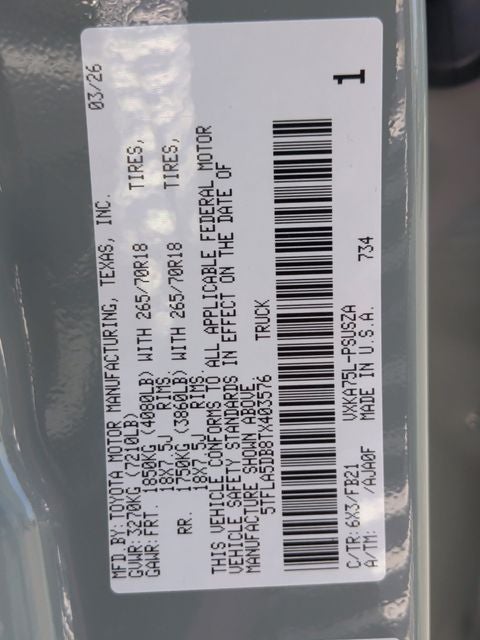 MFD.BY: TOYOTA MOTOR MANUFACTURING, TEXAS, INC. 03/26
GVWR: 3270KG (7210LB)
GAWR: FRT. 1850KG (4080LB) WITH 265/70R18 TIRES,
18X7.5J RIMS
RR. 1750KG (3860LB) WITH 265/70R18 TIRES,
18X7.5J RIMS.
THIS VEHICLE CONFORMS TO ALL APPLICABLE FEDERAL MOTOR
VEHICLE SAFETY STANDARDS IN EFFECT ON THE DATE OF
MANUFACTURE SHOWN ABOVE.
5TFLA5DB8TX403576 TRUCK
C/TR: 6X3/FB21 VXKA75L-PSUSZA 1
A/TM: /AJA0F MADE IN U.S.A. 734